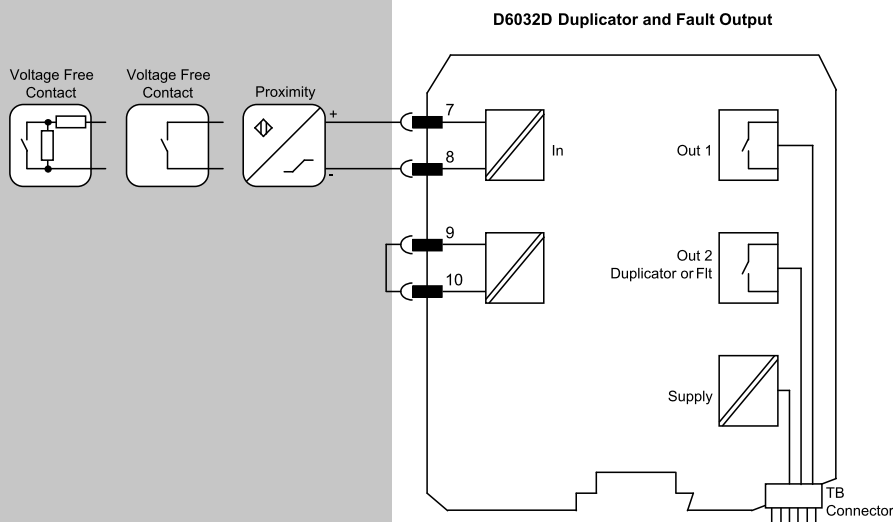 D6032D Duplicator and Fault Output
Voltage Free
Contact
Voltage Free
Contact
Proximity
+
-
7
8
In
9
10
Out 1
Out 2
Duplicator or Flt
Supply
TB
Connector